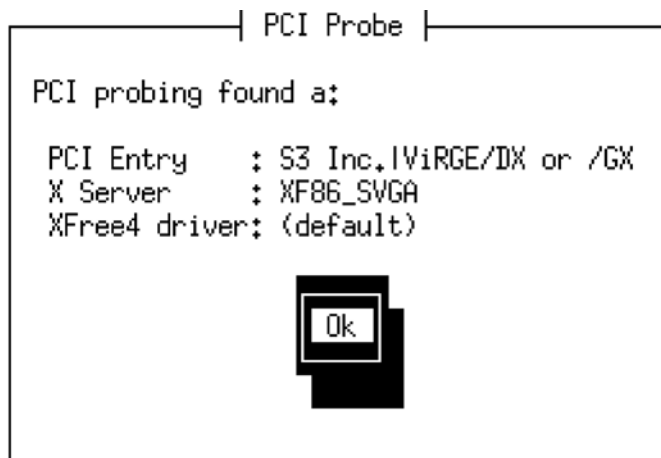 PCI Probe
PCI probing found a:
PCI Entry : S3 Inc.|ViRGE/DX or /GX
X Server : XF86_SVGA
XFree4 driver: (default)
Ok